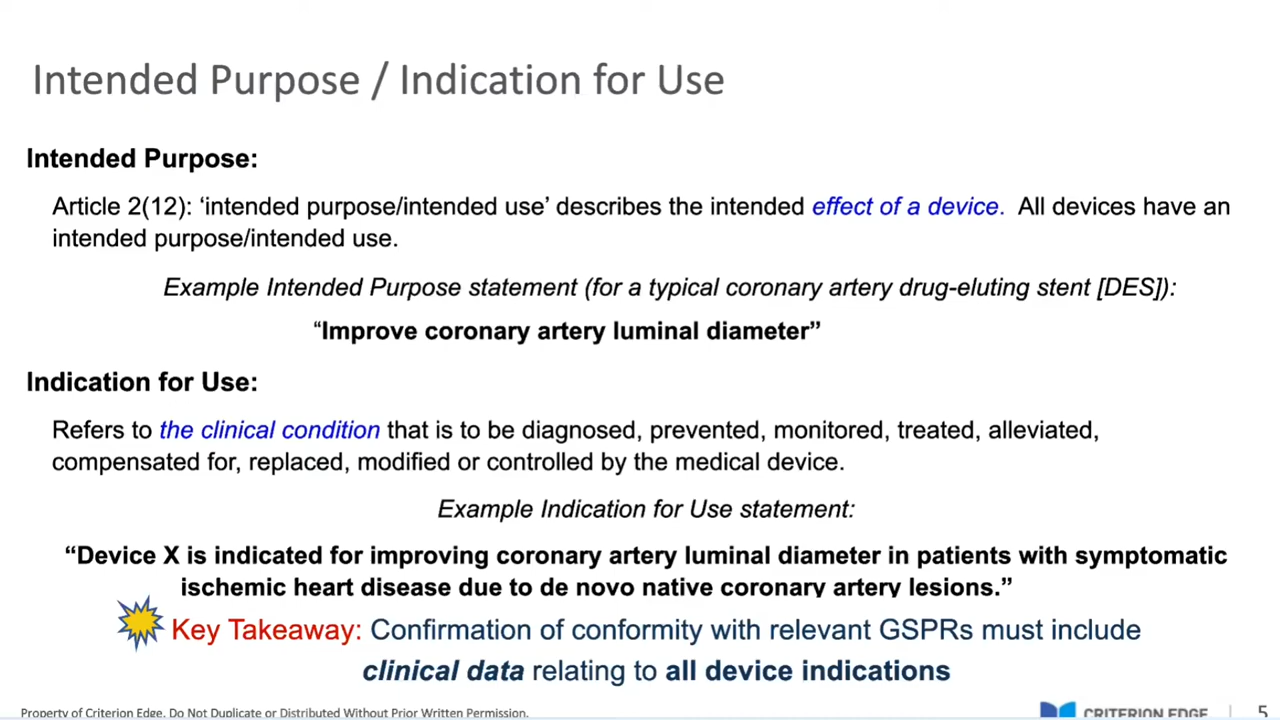 Intended Purpose / Indication for Use
Intended Purpose:
Article 2(12): ‘intended purpose/intended use’ describes the intended effect of a device. All devices have an
intended purpose/intended use.
Example Intended Purpose statement (for a typical coronary artery drug-eluting stent [DES]):
“Improve coronary artery luminal diameter”
Indication for Use:
Refers to the clinical condition that is to be diagnosed, prevented, monitored, treated, alleviated,
compensated for, replaced, modified or controlled by the medical device.
Example Indication for Use statement:
“Device X is indicated for improving coronary artery luminal diameter in patients with symptomatic
ischemic heart disease due to de novo native coronary artery lesions.”
Key Takeaway: Confirmation of conformity with relevant GSPRs must include
clinical data relating to all device indications
Property of Criterion Edge. Do Not Duplicate or Distributed Without Prior Written Permission.
CRITERION EDGE | 5